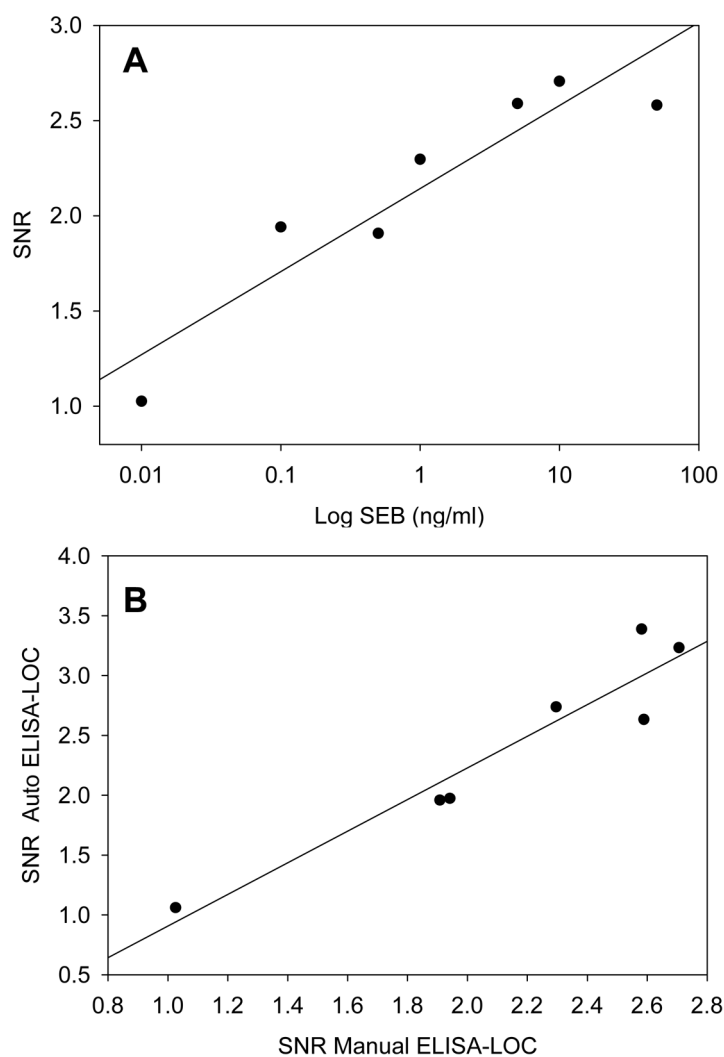 A
3.0
2.5
2.0
1.5
1.0
SNR
0.01 0.1 1 10 100
Log SEB (ng/ml)
B
4.0
3.5
3.0
2.5
2.0
1.5
1.0
0.5
SNR Auto ELISA-LOC
0.8 1.0 1.2 1.4 1.6 1.8 2.0 2.2 2.4 2.6 2.8
SNR Manual ELISA-LOC